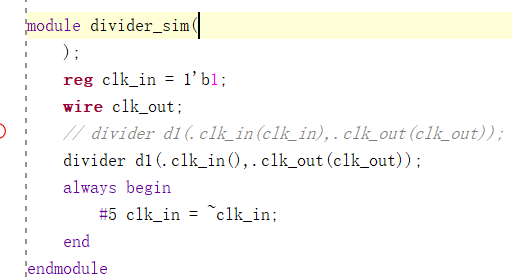 module divider_sim(
);
reg clk_in = 1'b1;
wire clk_out;
// divider d1(.clk_in(clk_in),.clk_out(clk_out));
divider d1(.clk_in(),.clk_out(clk_out));
always begin
#5 clk_in = ~clk_in;
end
endmodule